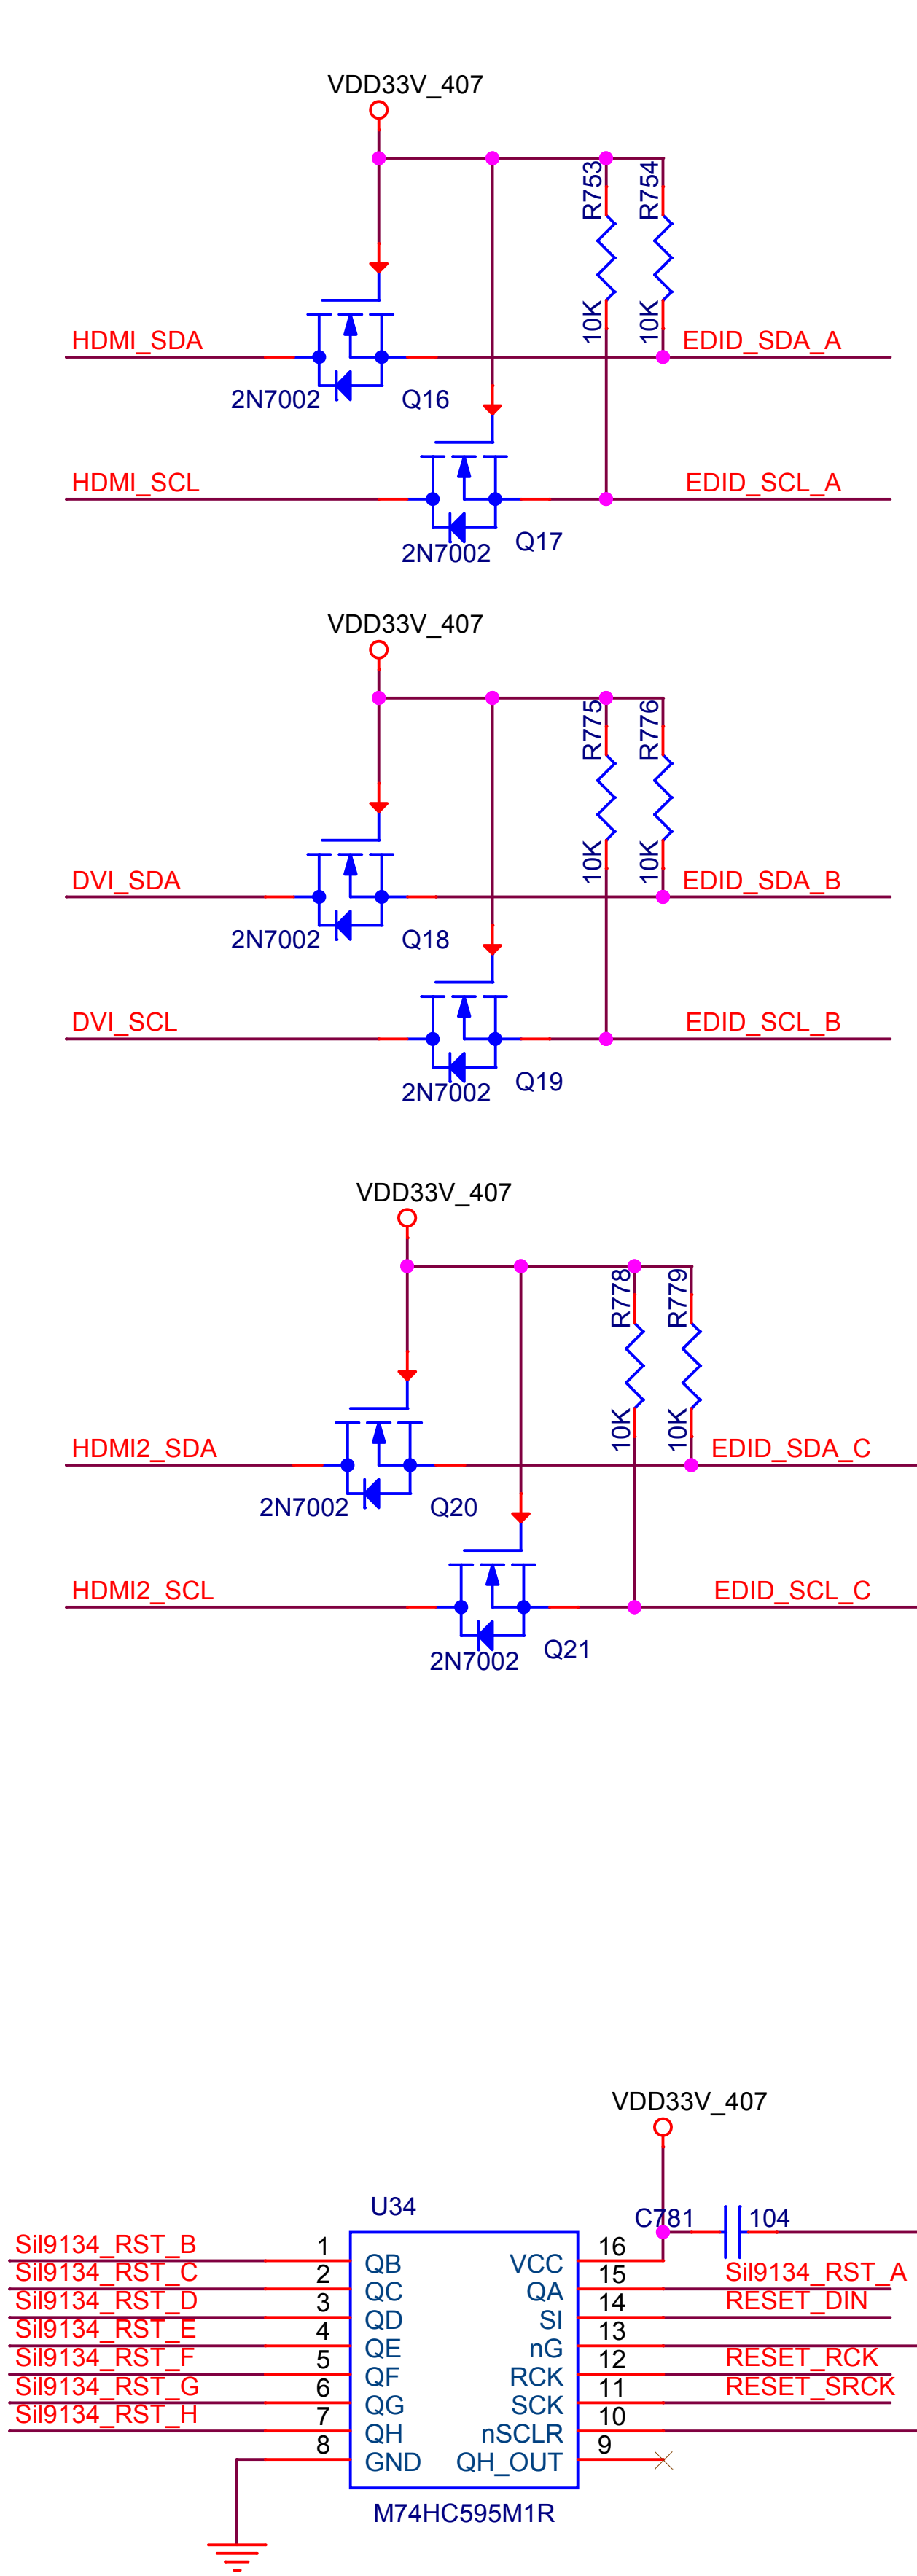 VDD33V_407
R753
R754
10K
10K
HDMI_SDA
EDID_SDA_A
2N7002
Q16
HDMI_SCL
EDID_SCL_A
2N7002
Q17
VDD33V_407
R775
R776
10K
10K
DVI_SDA
EDID_SDA_B
2N7002
Q18
DVI_SCL
EDID_SCL_B
2N7002
Q19
VDD33V_407
R778
R779
10K
10K
HDMI2_SDA
EDID_SDA_C
2N7002
Q20
HDMI2_SCL
EDID_SCL_C
2N7002
Q21
VDD33V_407
U34
C781
104
Sil9134_RST_B 1 QB VCC 16
Sil9134_RST_C 2 QC QA 15 Sil9134_RST_A
Sil9134_RST_D 3 QD SI 14 RESET_DIN
Sil9134_RST_E 4 QE nG 13
Sil9134_RST_F 5 QF RCK 12 RESET_RCK
Sil9134_RST_G 6 QG SCK 11 RESET_SRCK
Sil9134_RST_H 7 QH nSCLR 10
8 GND QH_OUT 9
M74HC595M1R